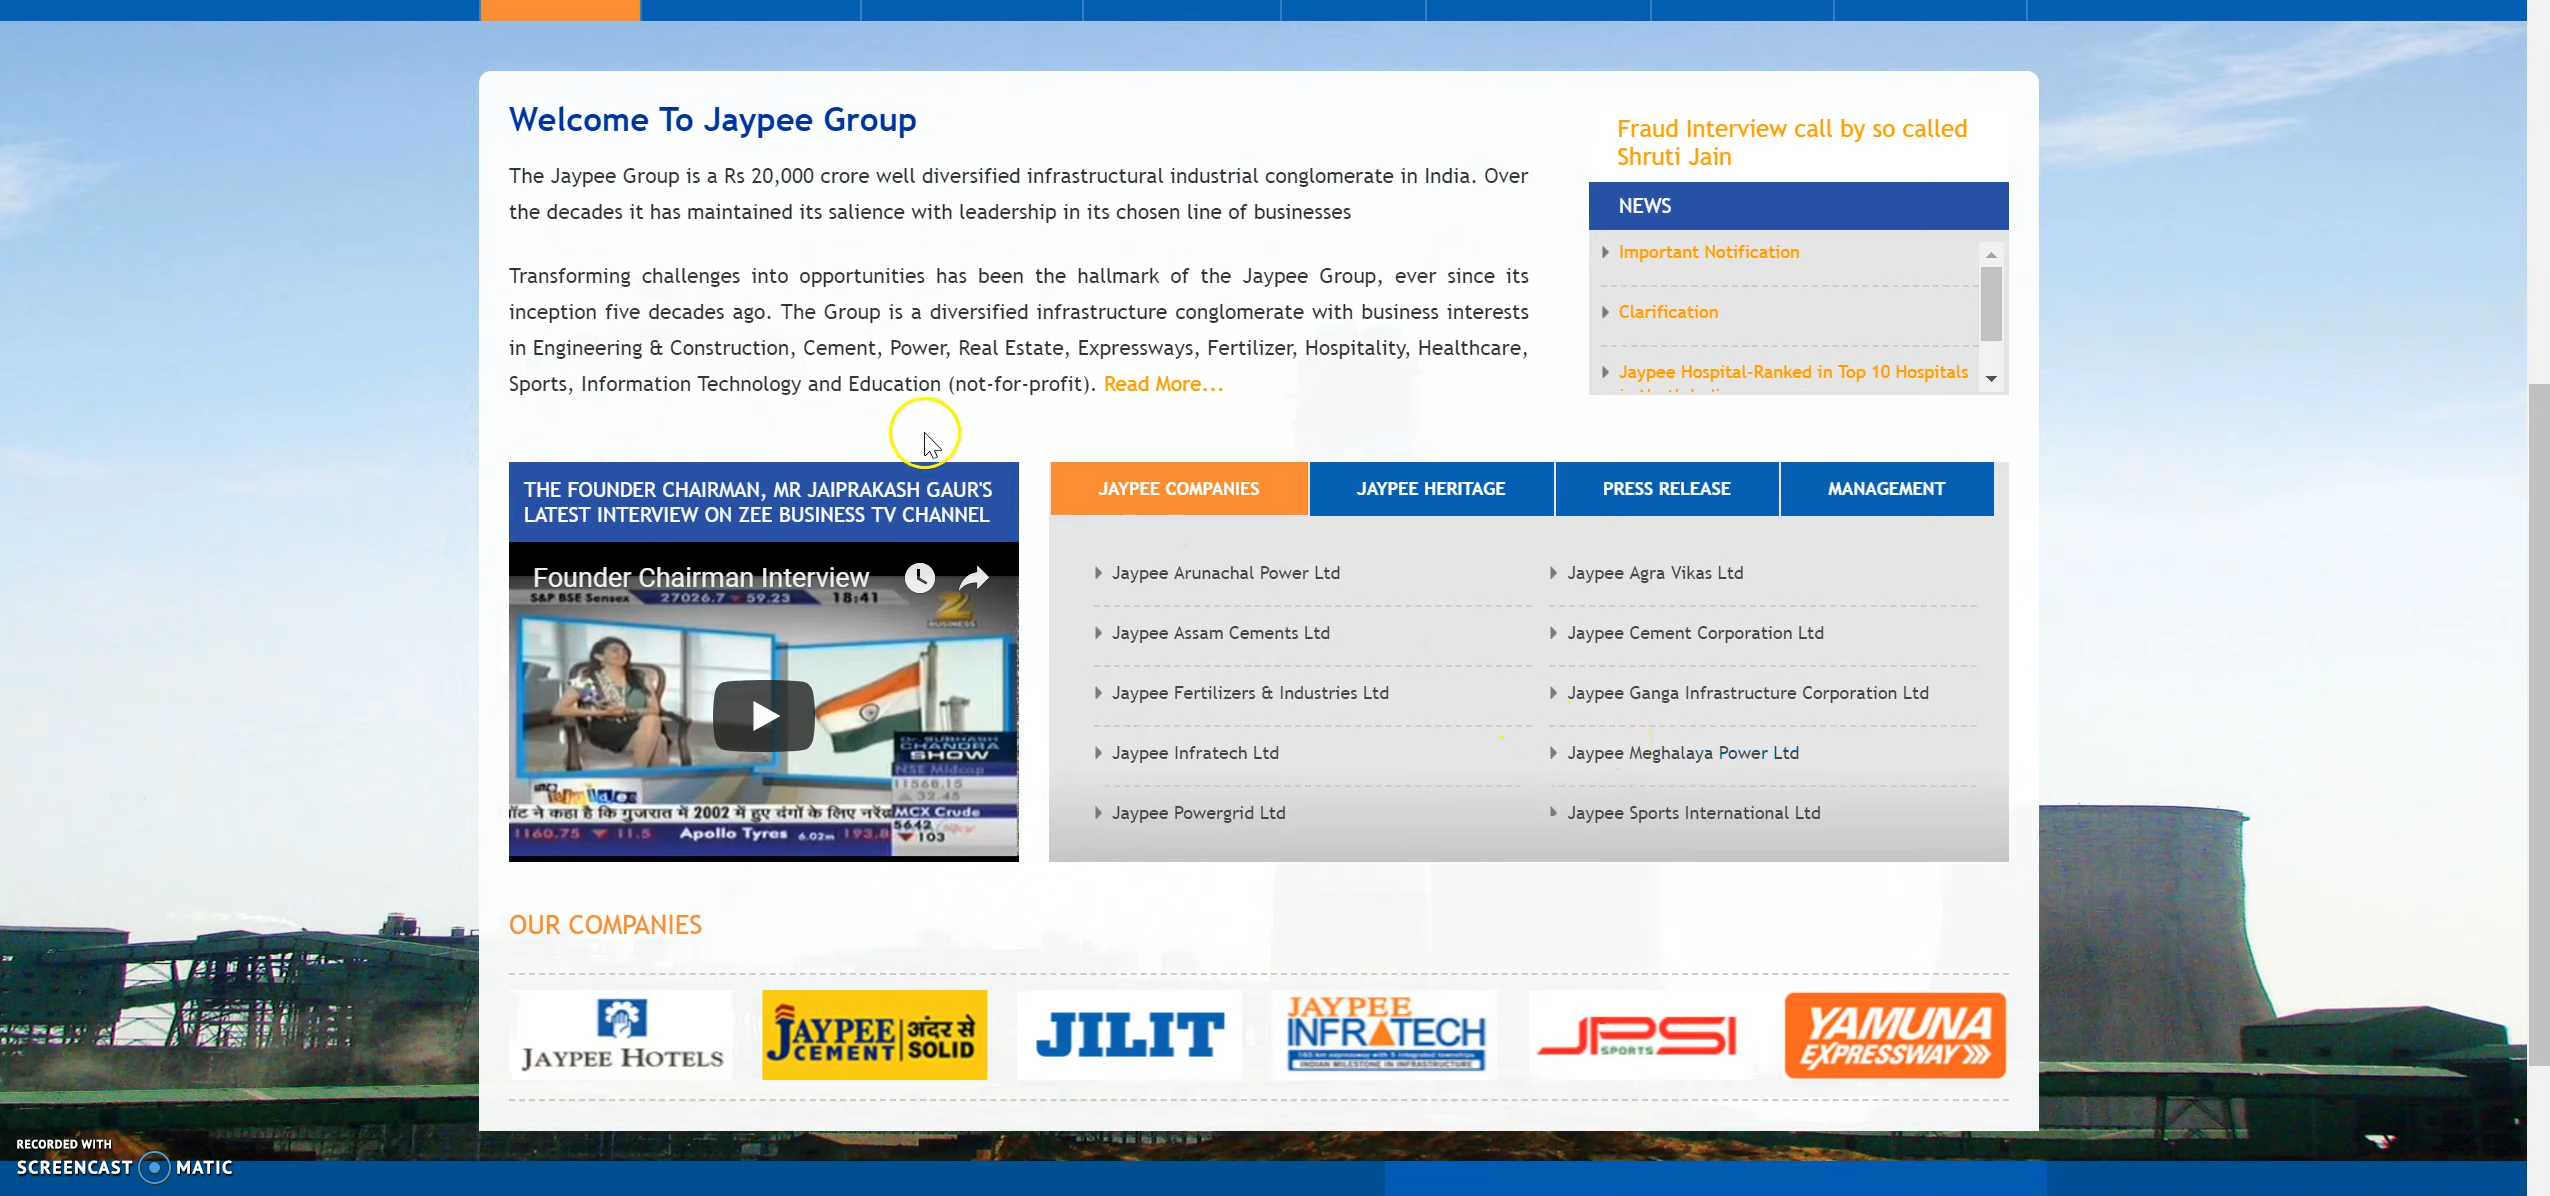 Welcome To Jaypee Group
The Jaypee Group is a Rs 20,000 crore well diversified infrastructural industrial conglomerate in India. Over
the decades it has maintained its salience with leadership in its chosen line of businesses
Transforming challenges into opportunities has been the hallmark of the Jaypee Group, ever since its
inception five decades ago. The Group is a diversified infrastructure conglomerate with business interests
in Engineering & Construction, Cement, Power, Real Estate, Expressways, Fertilizer, Hospitality, Healthcare,
Sports, Information Technology and Education (not-for-profit). Read More...
Fraud Interview call by so called
Shruti Jain
NEWS
Important Notification
Clarification
Jaypee Hospital-Ranked in Top 10 Hospitals
THE FOUNDER CHAIRMAN, MR JAIPRAKASH GAUR'S
LATEST INTERVIEW ON ZEE BUSINESS TV CHANNEL
Founder Chairman Interview
S&P BSE Sensex 27026.7 59.23 18:41
BUSINESS
Dr. SUBHASH
CHANDRA
SHOW
NSE Midcap
11568.15
32.45
ने कहा है कि गुजरात में 2002 में हुए दंगों के लिए
MCX Crude
5642
103
1160.75 11.5 Apollo Tyres 6.02m 193.8
JAYPEE COMPANIES
JAYPEE HERITAGE
PRESS RELEASE
MANAGEMENT
Jaypee Arunachal Power Ltd
Jaypee Agra Vikas Ltd
Jaypee Assam Cements Ltd
Jaypee Cement Corporation Ltd
Jaypee Fertilizers & Industries Ltd
Jaypee Ganga Infrastructure Corporation Ltd
Jaypee Infratech Ltd
Jaypee Meghalaya Power Ltd
Jaypee Powergrid Ltd
Jaypee Sports International Ltd
OUR COMPANIES
JAYPEE HOTELS
JAYPEE CEMENT अंदर से SOLID
JILIT
JAYPEE INFRATECH
165 km expressway with 5 integrated townships
INDIAN MILESTONE IN INFRASTRUCTURE
JPSI SPORTS
YAMUNA EXPRESSWAY
RECORDED WITH
SCREENCAST MATIC